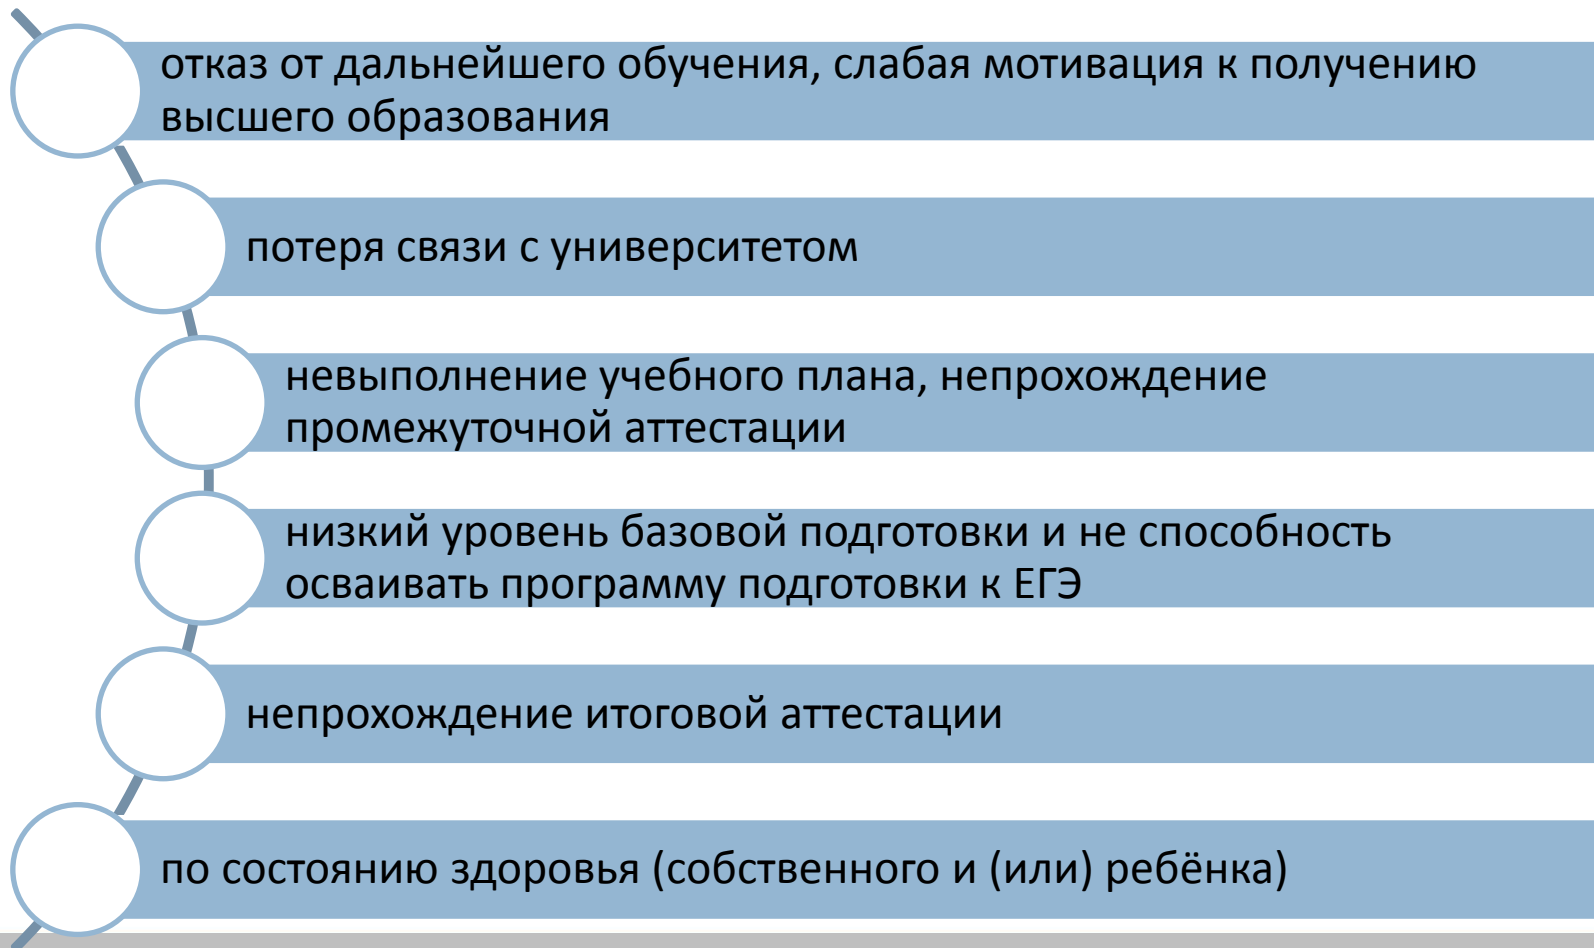 отказ от дальнейшего обучения, слабая мотивация к получению
высшего образования
потеря связи с университетом
невыполнение учебного плана, непрохождение
промежуточной аттестации
низкий уровень базовой подготовки и не способность
осваивать программу подготовки к ЕГЭ
непрохождение итоговой аттестации
по состоянию здоровья (собственного и (или) ребёнка)